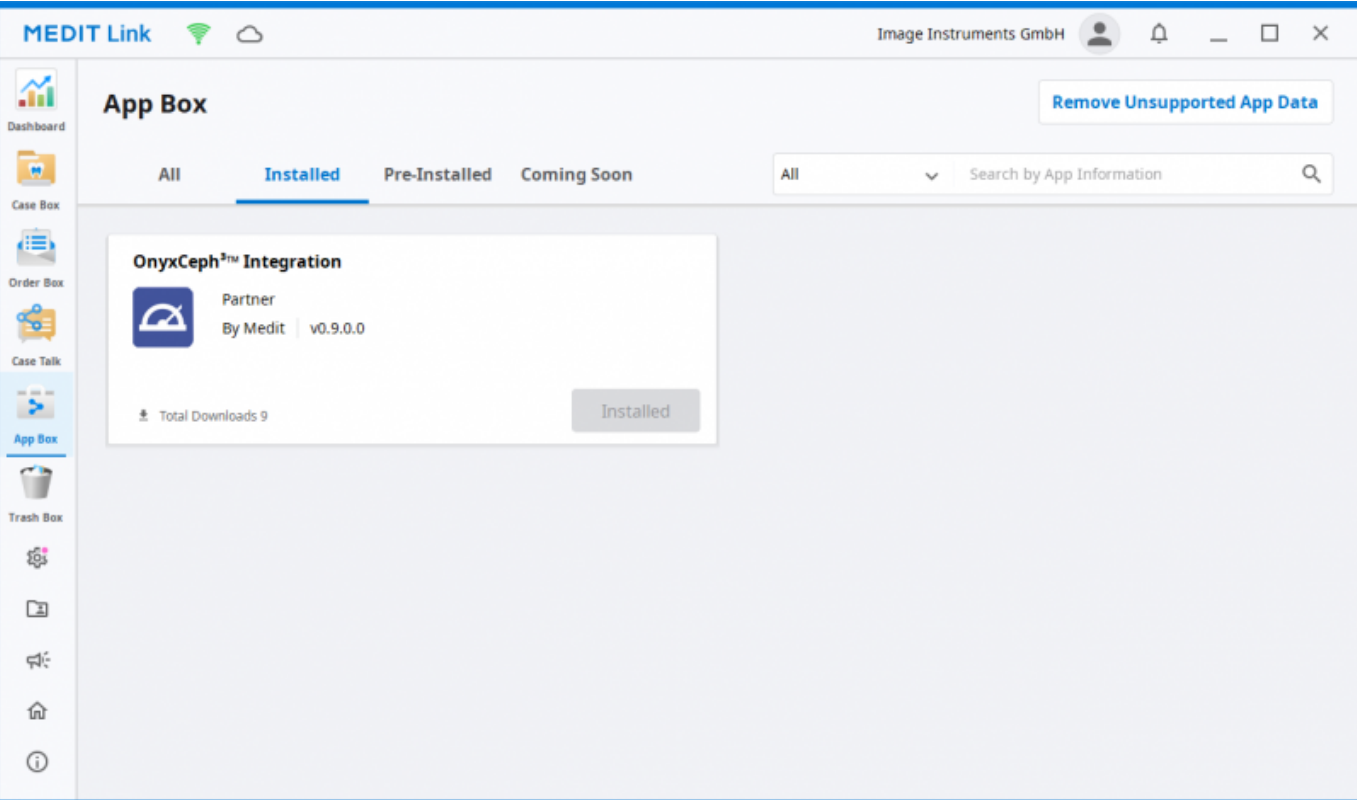 MEDIT Link
Image Instruments GmbH
Dashboard
Case Box
Order Box
Case Talk
App Box
Trash Box
App Box
Remove Unsupported App Data
All Installed Pre-Installed Coming Soon
All
Search by App Information
OnyxCeph³™ Integration
Partner
By Medit v0.9.0.0
Total Downloads 9
Installed